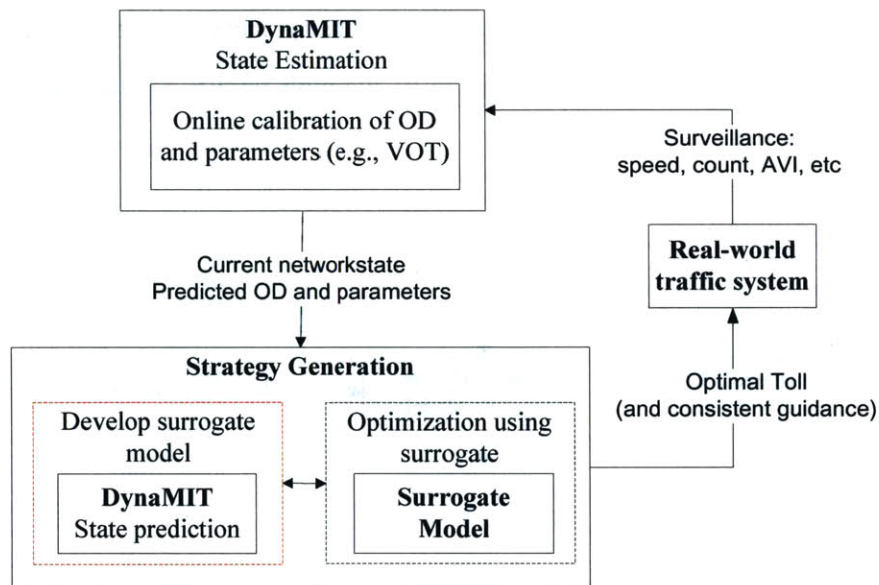 DynaMIT
State Estimation
Online calibration of OD
and parameters (e.g., VOT)
Surveillance:
speed, count, AVI, etc
Current networkstate
Predicted OD and parameters
Real-world
traffic system
Strategy Generation
Optimal Toll
(and consistent guidance)
Develop surrogate
model
DynaMIT
State prediction
Optimization using
surrogate
Surrogate
Model